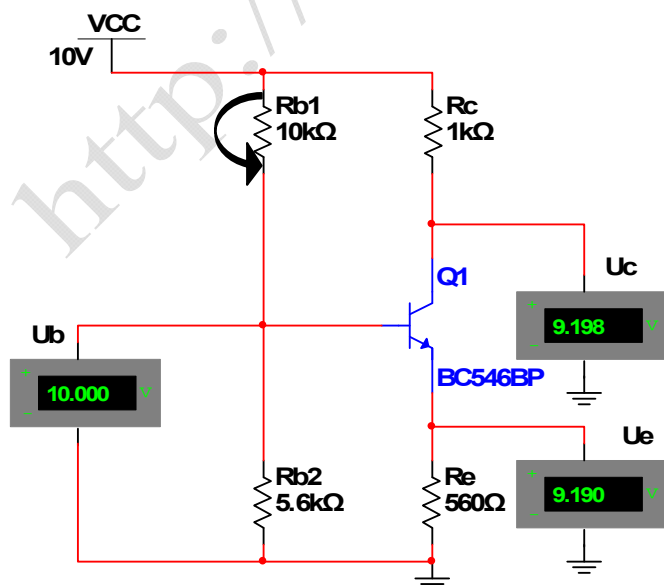 http://
VCC
10V
Rb1
10kΩ
Rc
1kΩ
Q1
Uc
+
9.198 V
–
Ub
+
10.000 V
–
BC546BP
Rb2
5.6kΩ
Re
560Ω
Ue
+
9.190 V
–